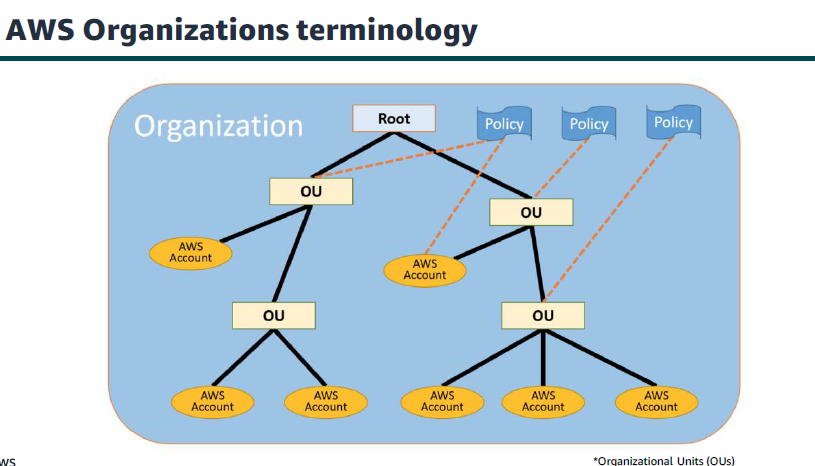 AWS Organizations terminology
Organization
Root
Policy
Policy
Policy
OU
OU
AWS
Account
AWS
Account
OU
OU
AWS
Account
AWS
Account
AWS
Account
AWS
Account
AWS
Account
WS
*Organizational Units (OUs)